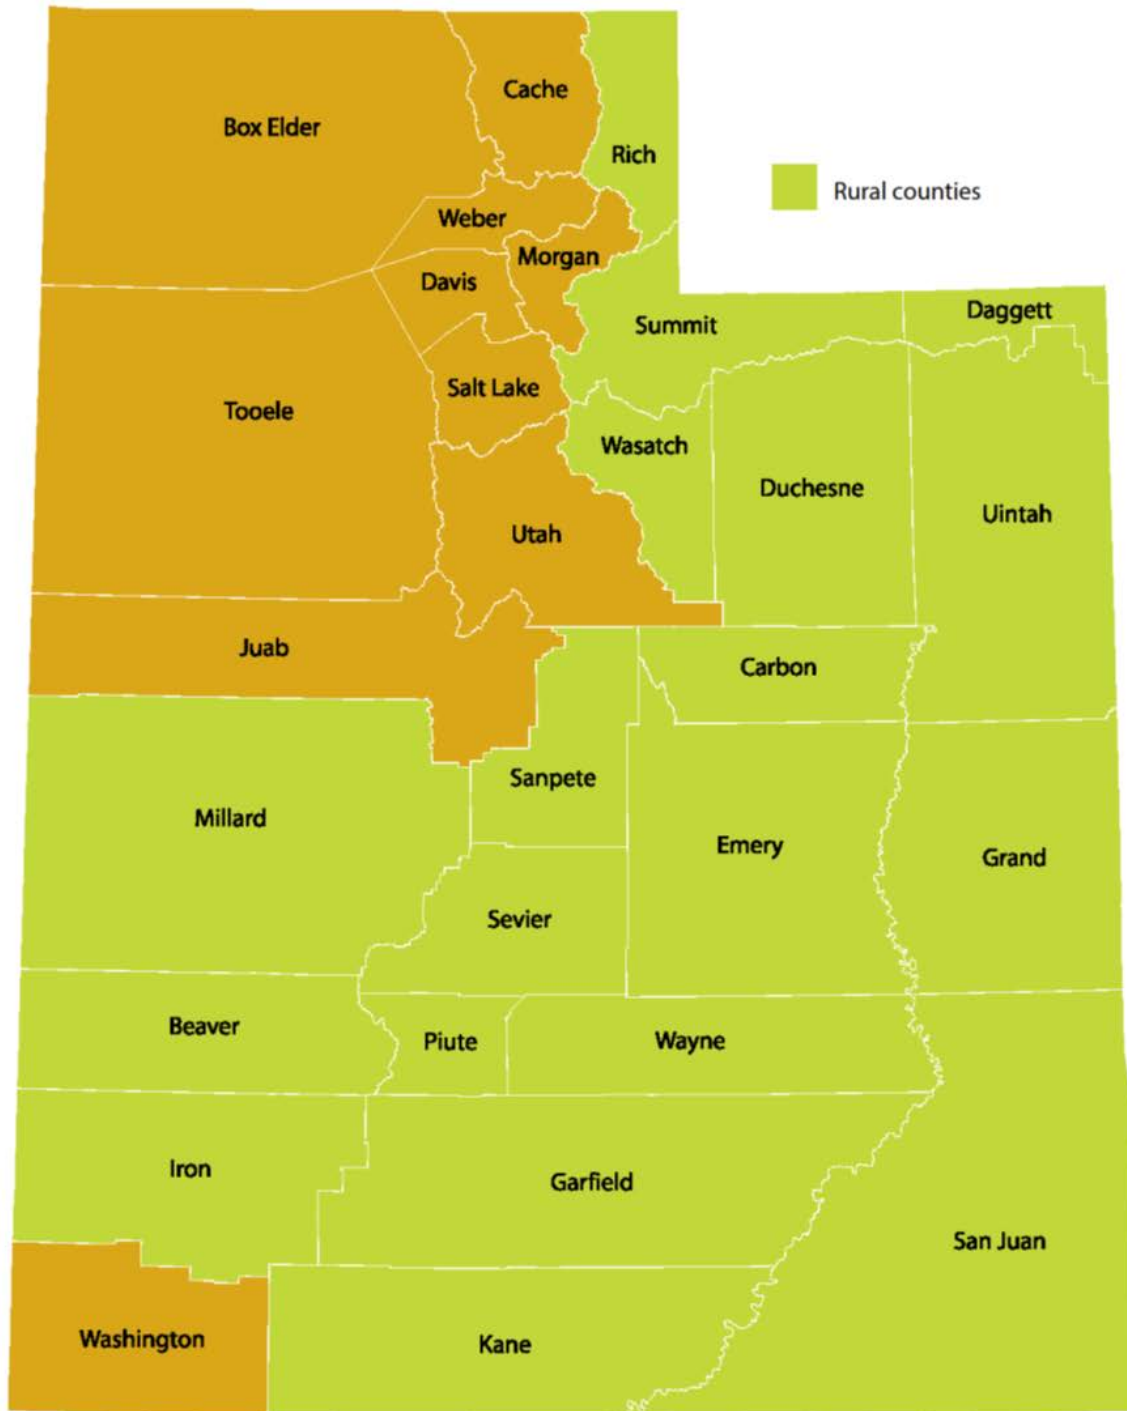 Cache
Box Elder
Rich
Rural counties
Weber
Morgan
Davis
Daggett
Summit
Salt Lake
Tooele
Wasatch
Duchesne
Uintah
Utah
Juab
Carbon
Sanpete
Millard
Emery
Grand
Sevier
Beaver
Piute
Wayne
Iron
Garfield
San Juan
Washington
Kane